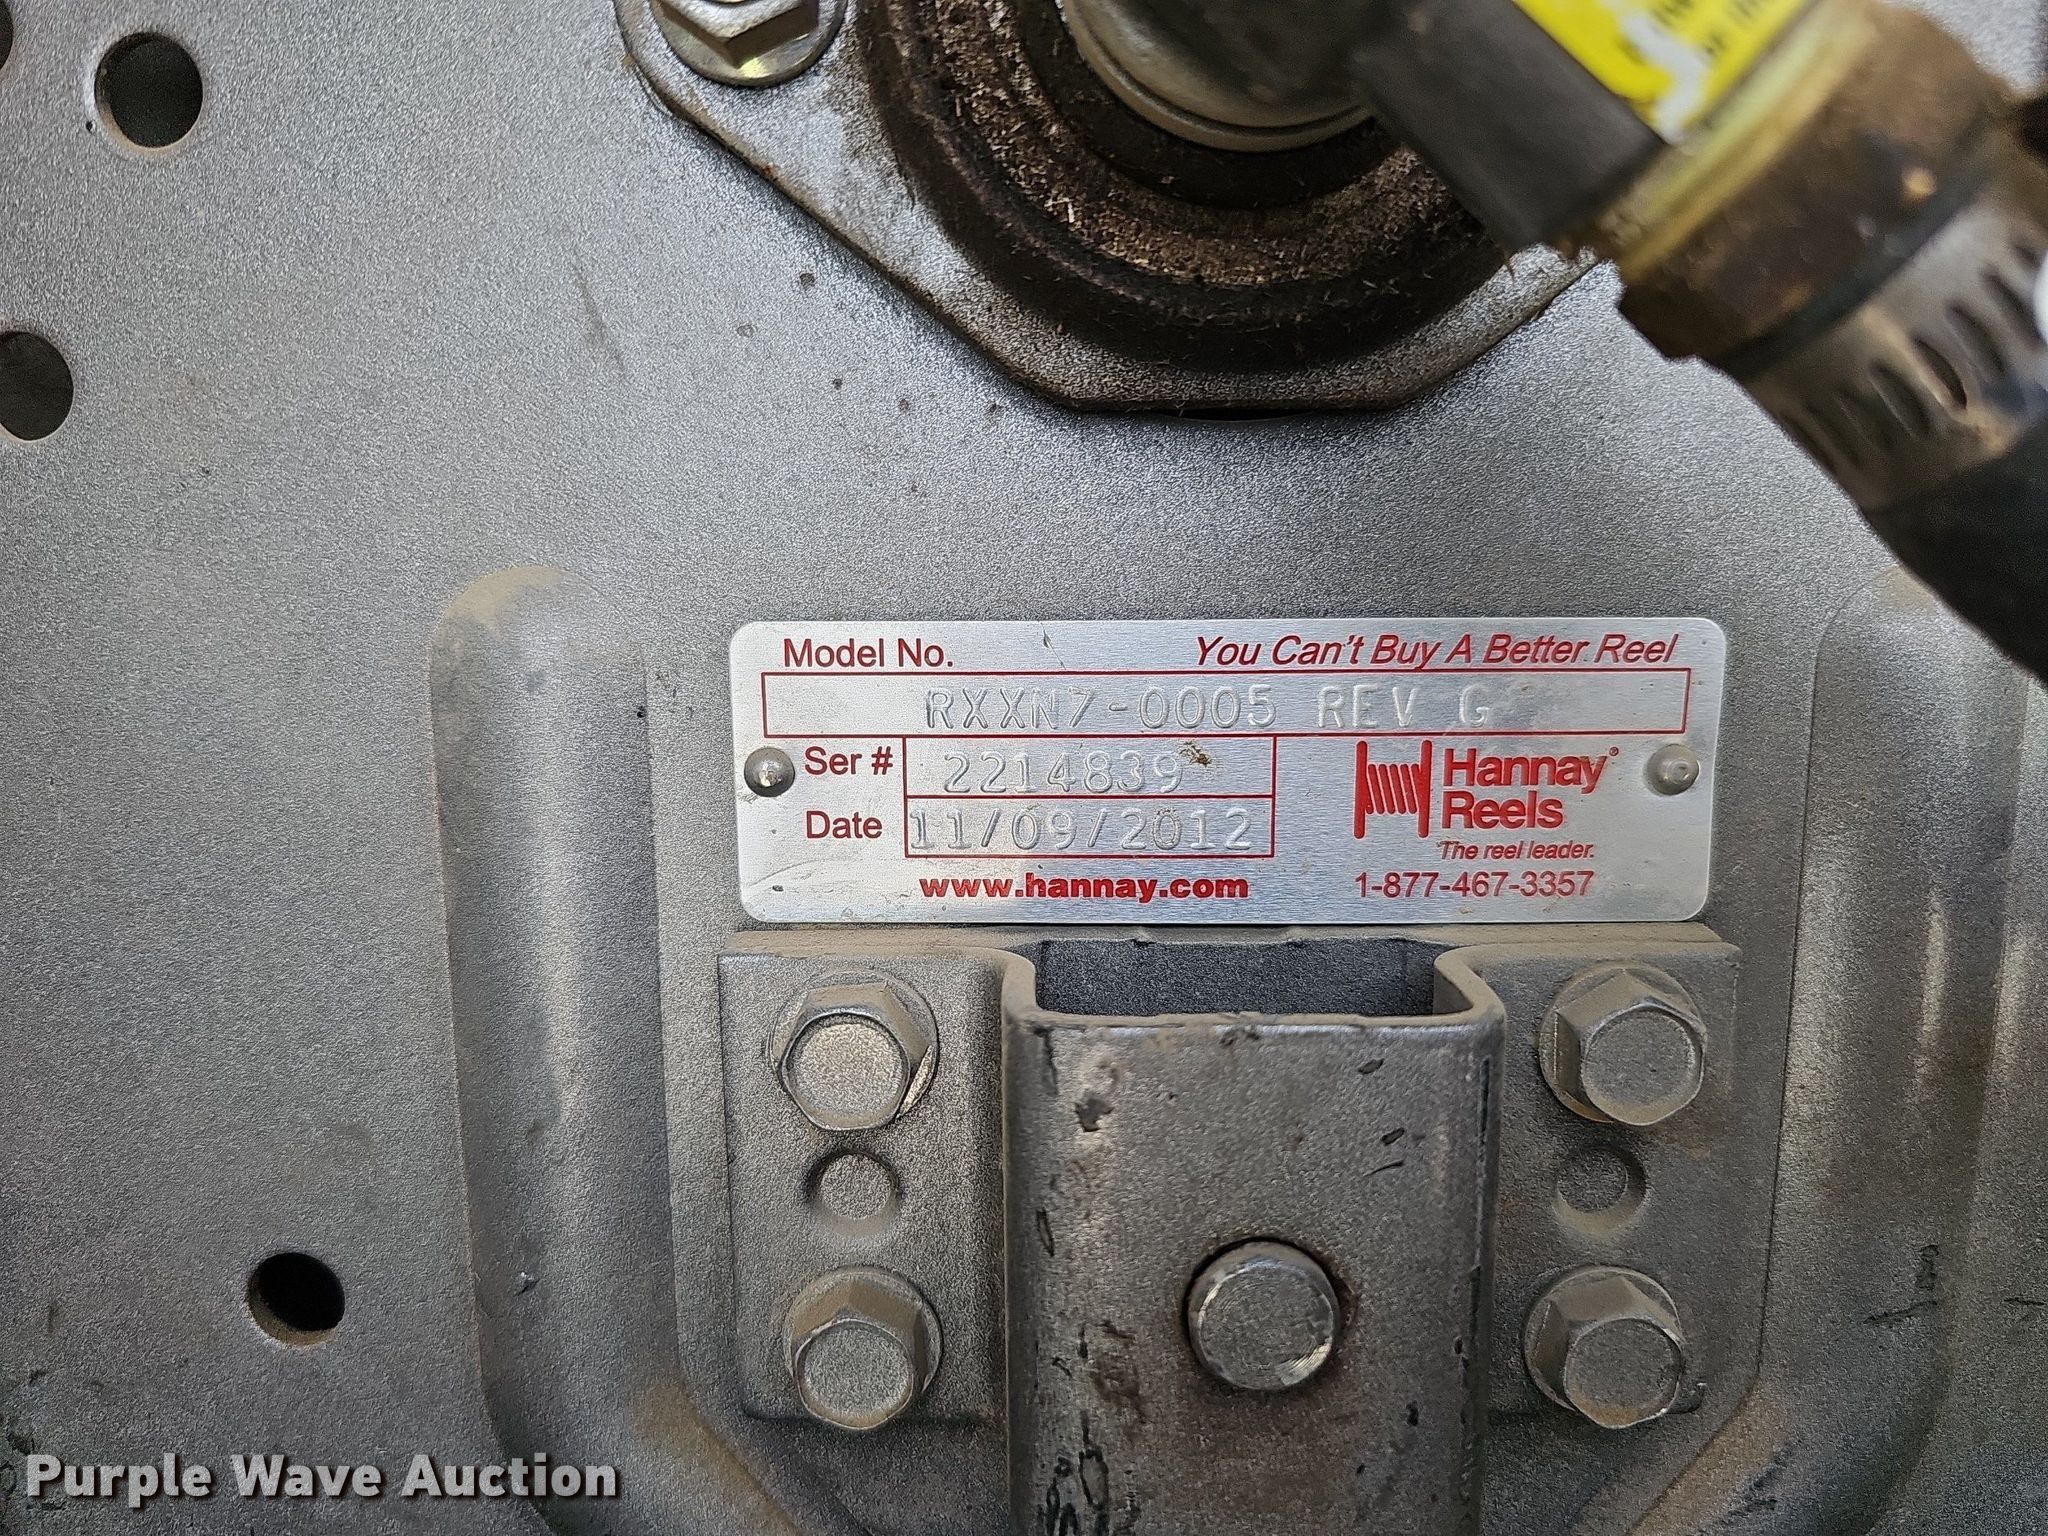 Model No. You Can't Buy A Better Reel
RXXN7-0005 REV G
Ser # 2214839
Date 11/09/2012
Hannay®
Reels
The reel leader.
www.hannay.com 1-877-467-3357
Purple Wave Auction